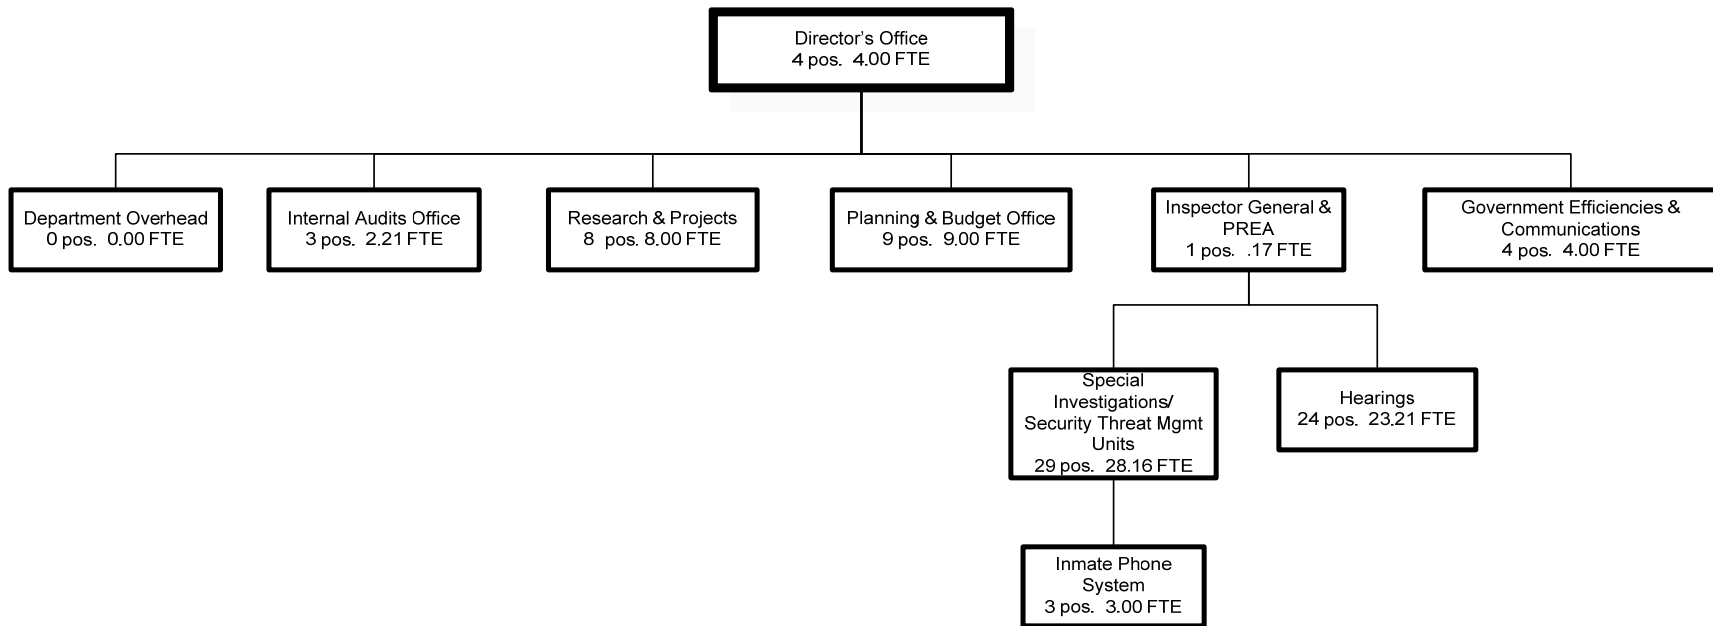 Director's Office
4 pos.  4.00 FTE
Department Overhead
0 pos.  0.00 FTE
Internal Audits Office
3 pos.  2.21 FTE
Research & Projects
8  pos. 8.00 FTE
Planning & Budget Office
9 pos.  9.00 FTE
Inspector General &
PREA
1 pos.  .17 FTE
Government Efficiencies &
Communications
4 pos.  4.00 FTE
Special
Investigations/
Security Threat Mgmt
Units
29 pos.  28.16 FTE
Hearings
24 pos.  23.21 FTE
Inmate Phone
System
3 pos.  3.00 FTE